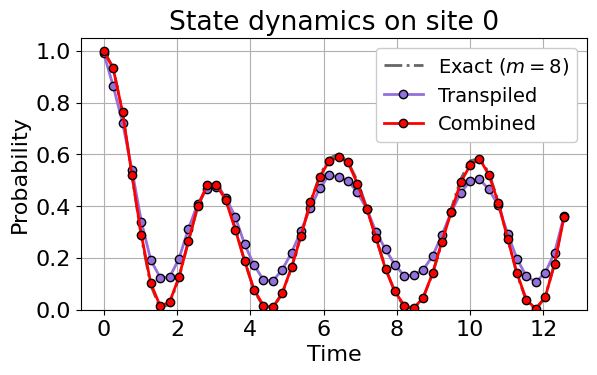 State dynamics on site 0
Probability
1.0
0.8
0.6
0.4
0.2
0.0
Exact (m = 8)
Transpiled
Combined
0 2 4 6 8 10 12
Time